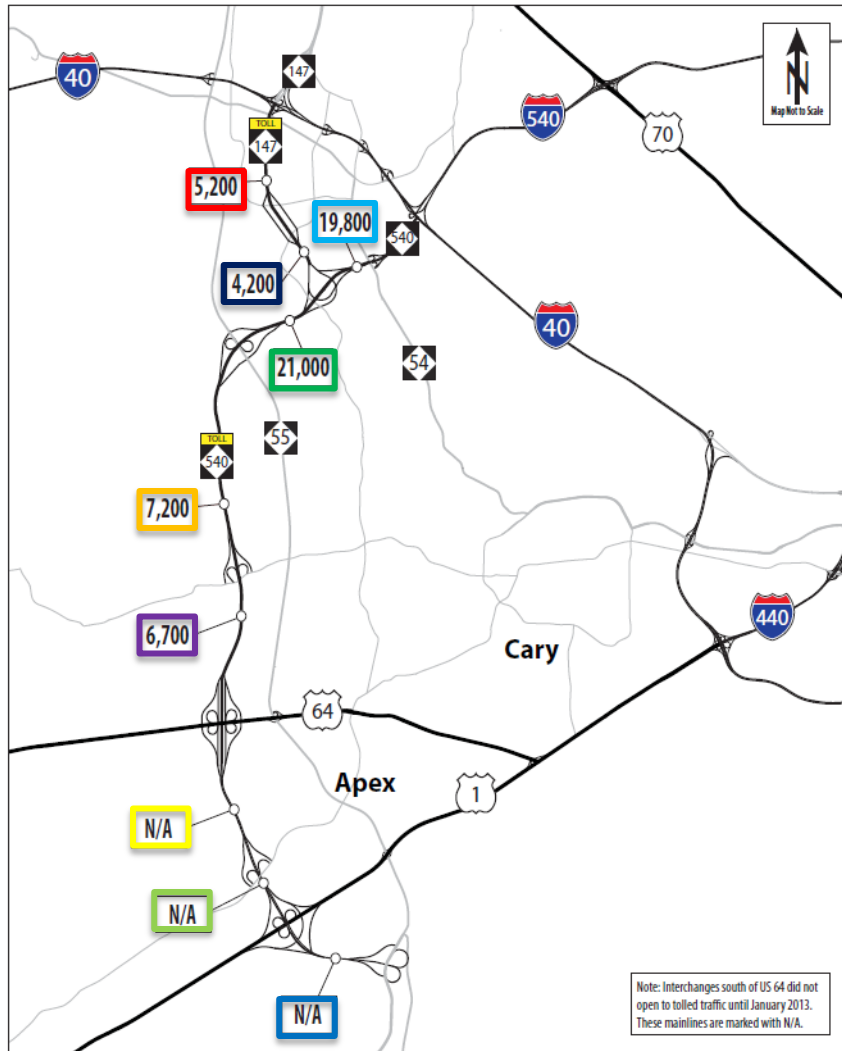 147
40
N
Map Not to Scale
540
70
TOLL
147
5,200
19,800
540
4,200
40
21,000
54
55
TOLL
540
7,200
440
6,700
Cary
64
Apex
1
N/A
N/A
N/A
Note: Interchanges south of US 64 did not
open to tolled traffic until January 2013.
These mainlines are marked with N/A.